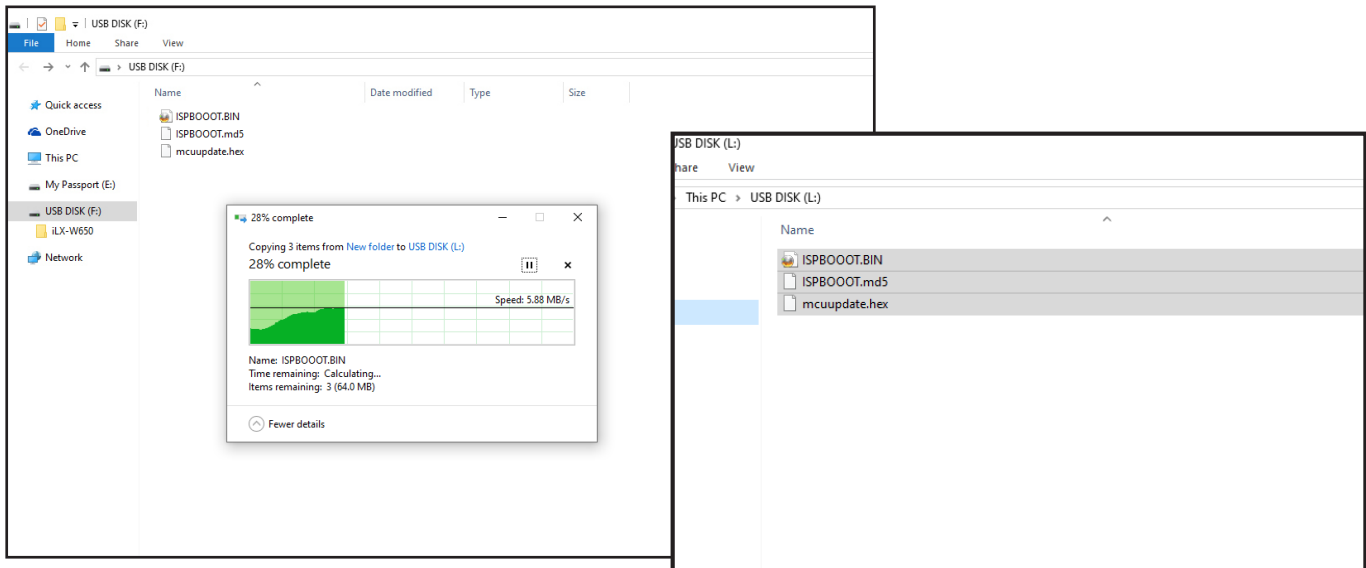 USB DISK (F:)
File Home Share View
USB DISK (F:)
Name Date modified Type Size
Quick access
OneDrive
This PC
My Passport (E:)
USB DISK (F:)
iLX-W650
Network
ISPBOOOT.BIN
ISPBOOOT.md5
mcuupdate.hex
28% complete
Copying 3 items from New folder to USB DISK (L:)
28% complete
Speed: 5.88 MB/s
Name: ISPBOOOT.BIN
Time remaining: Calculating...
Items remaining: 3 (64.0 MB)
Fewer details
USB DISK (L:)
hare View
This PC > USB DISK (L:)
Name
ISPBOOOT.BIN
ISPBOOOT.md5
mcuupdate.hex